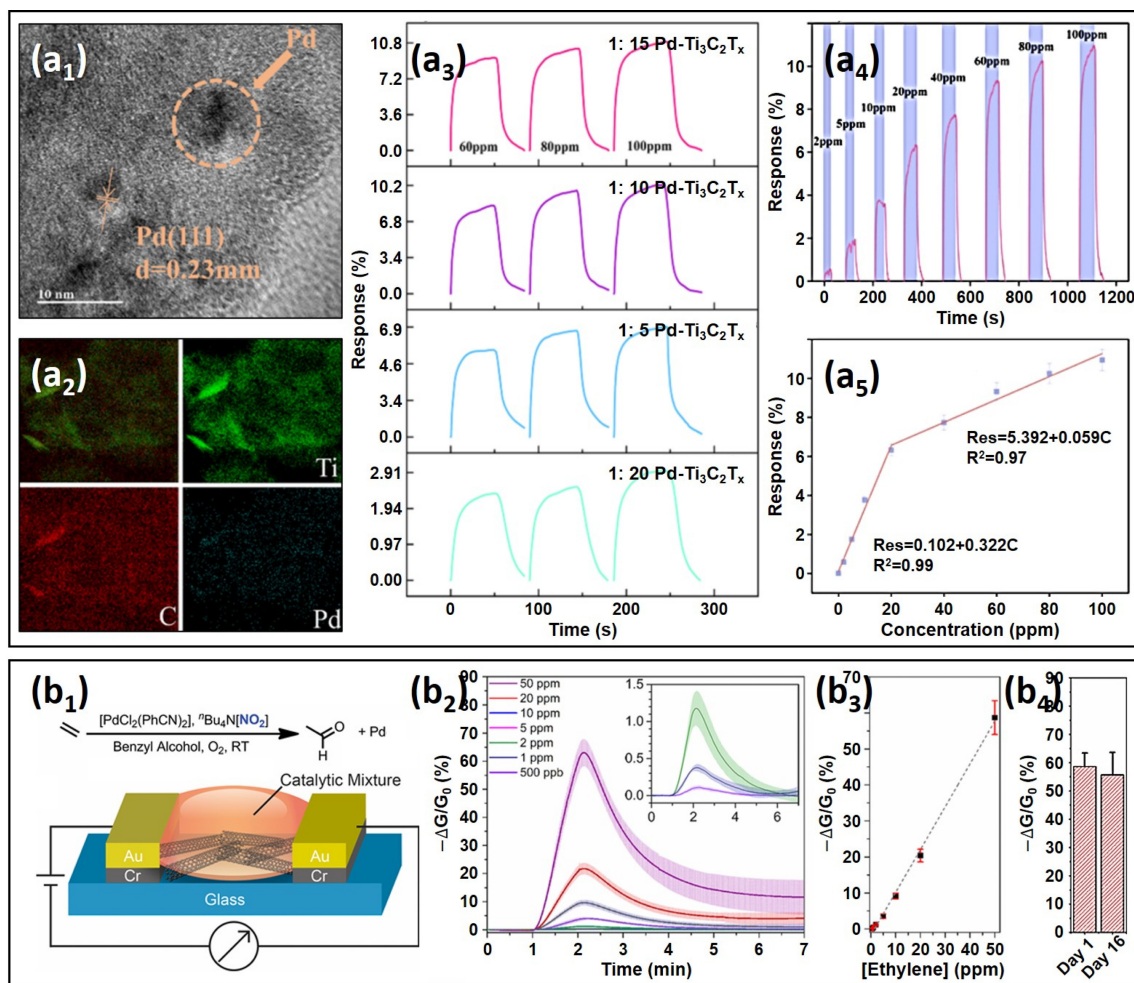 (a1)
Pd
Pd(111)
d=0.23mm
10 nm
(a2)
Ti
C
Pd
(a3)
1: 15 Pd-Ti3C2Tx
10.8
7.2
3.6
0.0
60ppm
80ppm
100ppm
1: 10 Pd-Ti3C2Tx
10.2
6.8
3.4
0.0
1: 5 Pd-Ti3C2Tx
6.9
4.6
2.3
0.0
1: 20 Pd-Ti3C2Tx
2.91
1.94
0.97
0.00
Response (%)
0
100
200
300
Time (s)
(a4)
12
10
8
6
4
2
0
Response (%)
2ppm
5ppm
10ppm
20ppm
40ppm
60ppm
80ppm
100ppm
0
200
400
600
800
1000
1200
Time (s)
(a5)
10
8
6
4
2
0
Response (%)
Res=5.392+0.059C
R²=0.97
Res=0.102+0.322C
R²=0.99
0
20
40
60
80
100
Concentration (ppm)
(b1)
[PdCl2(PhCN)2], ⁿBu4N[NO2]
Benzyl Alcohol, O2, RT
O
H
+ Pd
Catalytic Mixture
Au
Cr
Au
Cr
Glass
(b2)
90
80
70
60
50
40
30
20
10
0
−ΔG/G0 (%)
50 ppm
20 ppm
10 ppm
5 ppm
2 ppm
1 ppm
500 ppb
1.5
1.0
0.5
0.0
0
2
4
6
0
1
2
3
4
5
6
7
Time (min)
(b3)
70
60
50
40
30
20
10
0
−ΔG/G0 (%)
0
10
20
30
40
50
[Ethylene] (ppm)
(b4)
90
80
70
60
50
40
30
20
10
0
−ΔG/G0 (%)
Day 1
Day 16